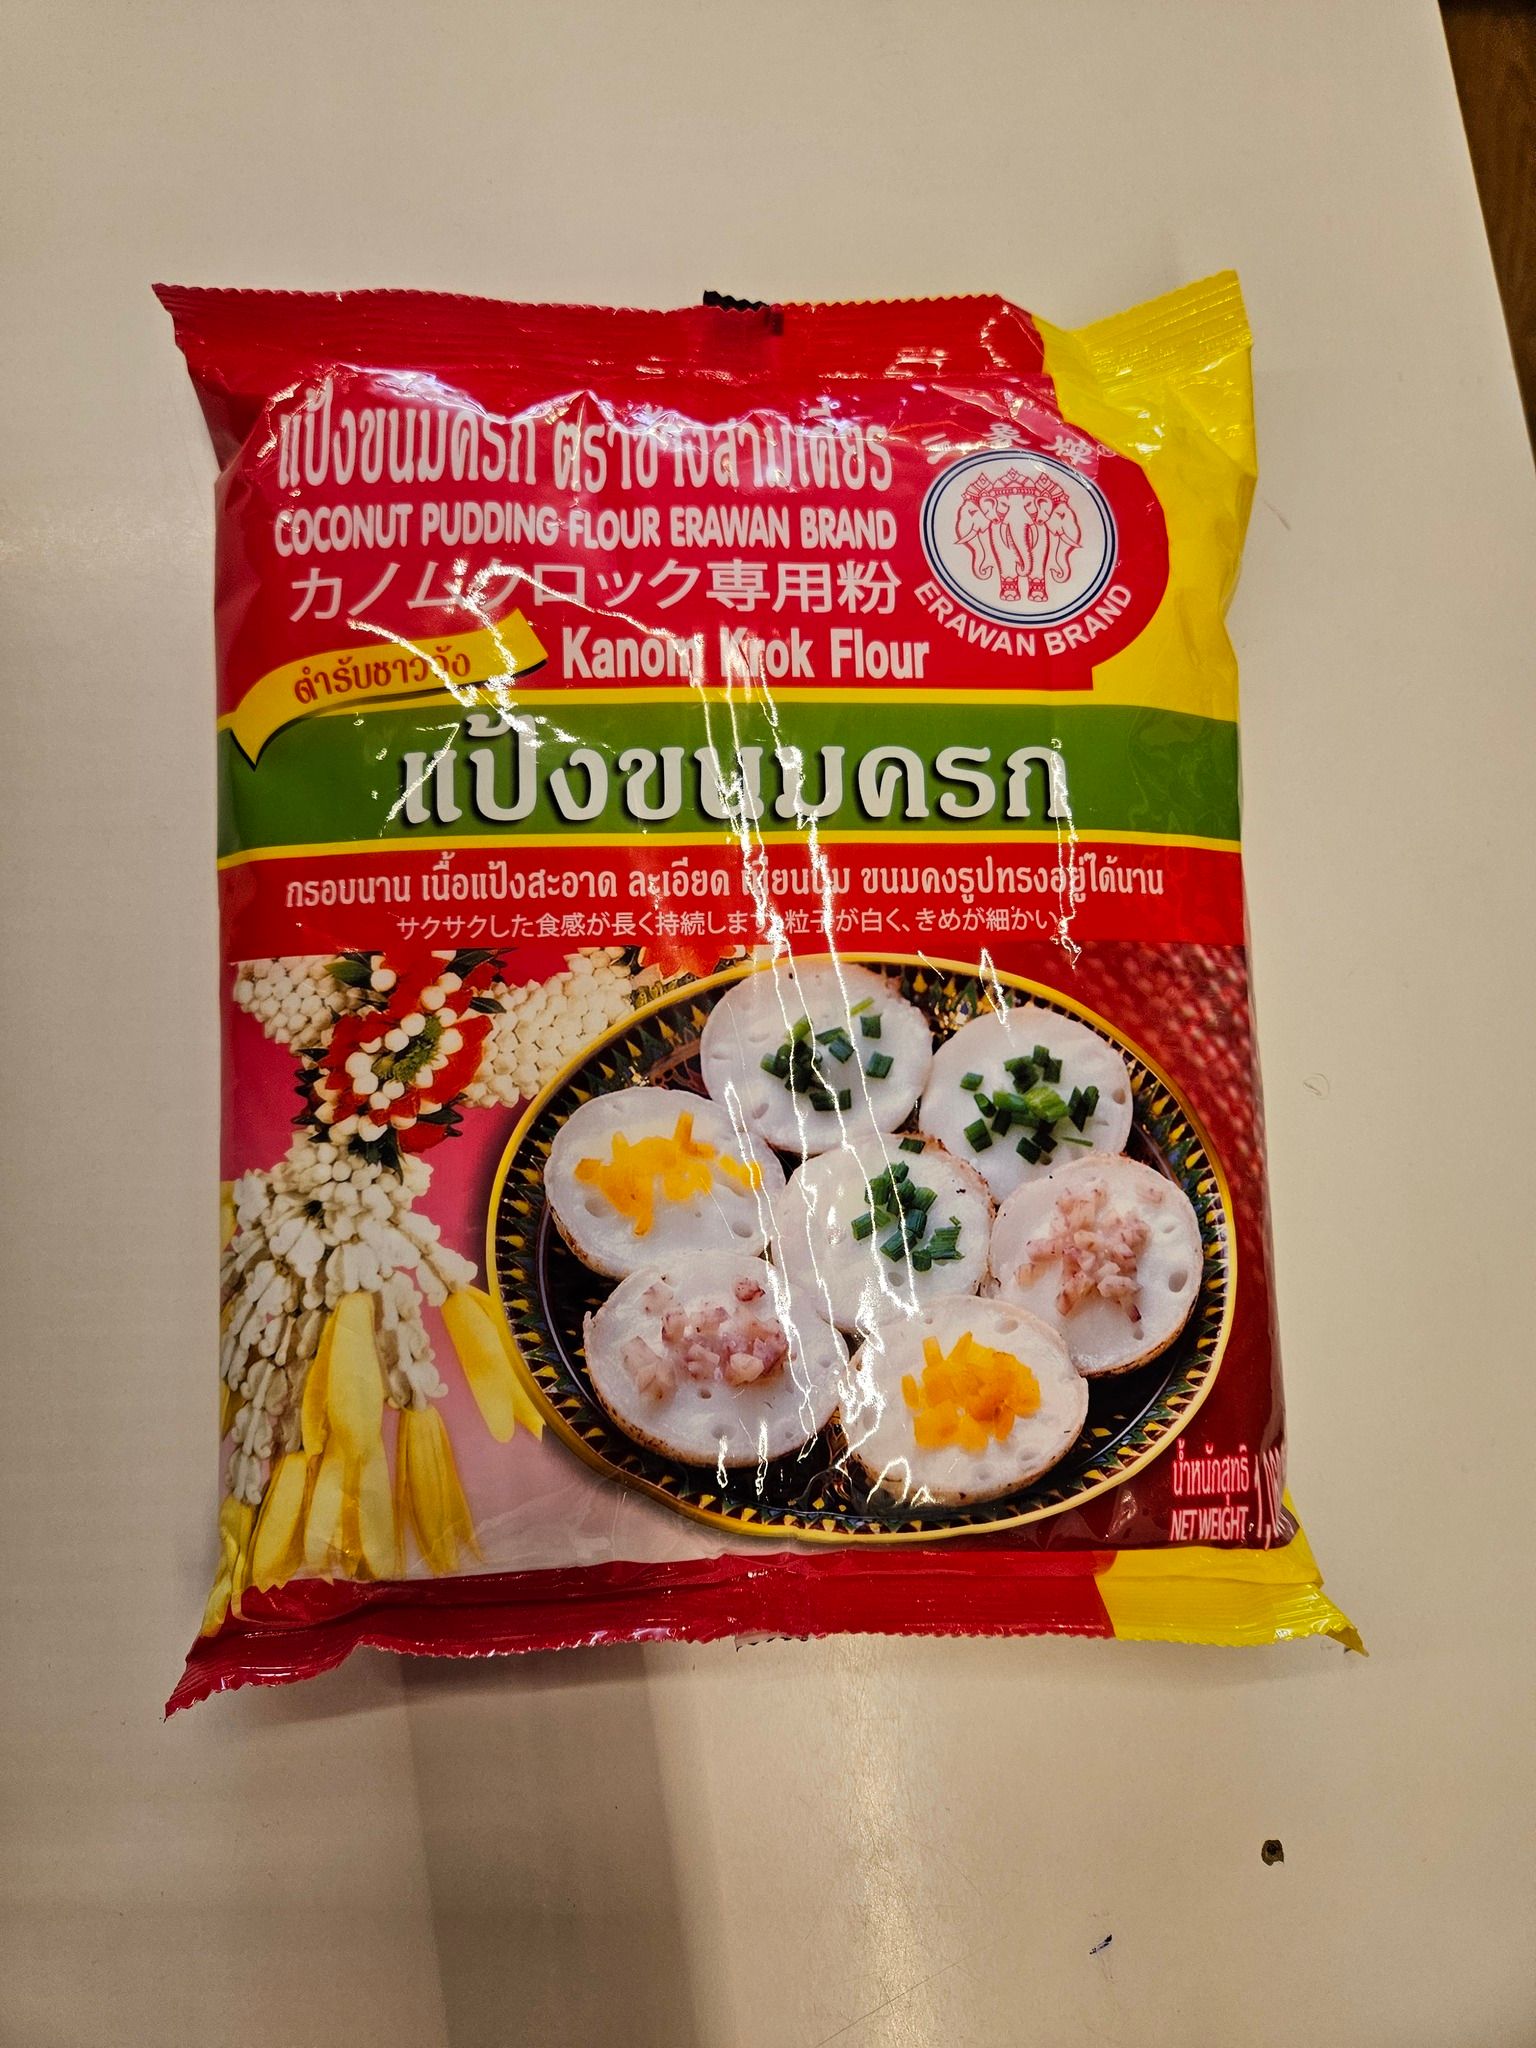 แป้งขนมครก ตราช้างสามเศียร
COCONUT PUDDING FLOUR ERAWAN BRAND
カノムクロック専用粉
Kanom Krok Flour
三象牌
ERAWAN BRAND
ตำรับชาววัง
แป้งขนมครก
กรอบนาน เนื้อแป้งสะอาด ละเอียด เนียนนุ่ม ขนมคงรูปทรงอยู่ได้นาน
サクサクした食感が長く持続します。粒子が白く、きめが細かい。
น้ำหนักสุทธิ
NET WEIGHT